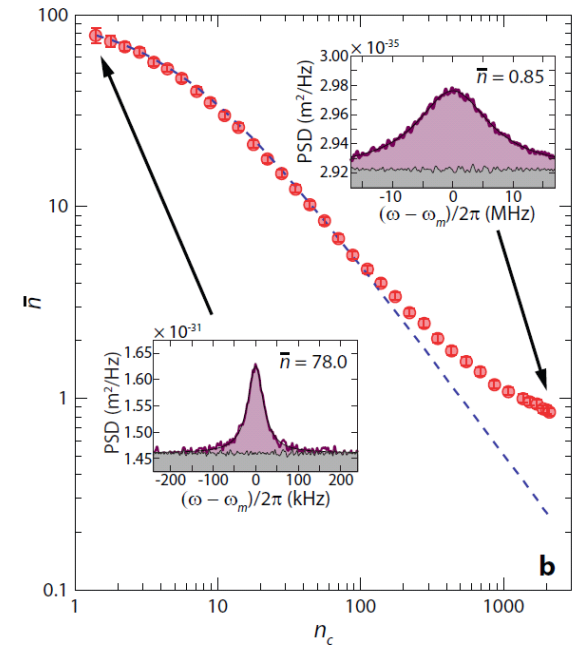 100
10
1
0.1
n̄
1
10
100
1000
n_c
b
3.00 × 10⁻³⁵
2.98
2.96
2.94
2.92
PSD (m²/Hz)
n̄ = 0.85
-10
0
10
(ω − ω_m)/2π (MHz)
1.65 × 10⁻³¹
1.60
1.55
1.50
1.45
PSD (m²/Hz)
n̄ = 78.0
-200
-100
0
100
200
(ω − ω_m)/2π (kHz)